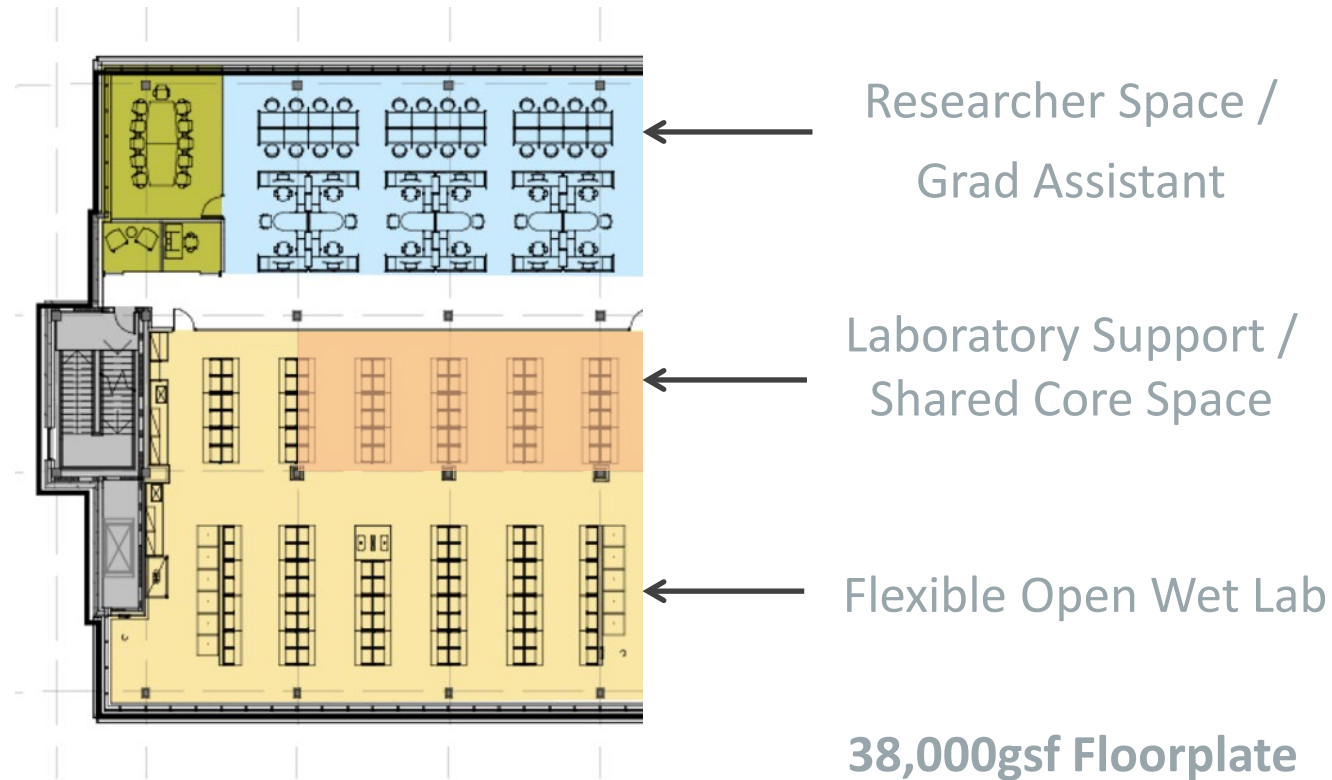 Researcher Space /
Grad Assistant
Laboratory Support /
Shared Core Space
Flexible Open Wet Lab
38,000gsf Floorplate